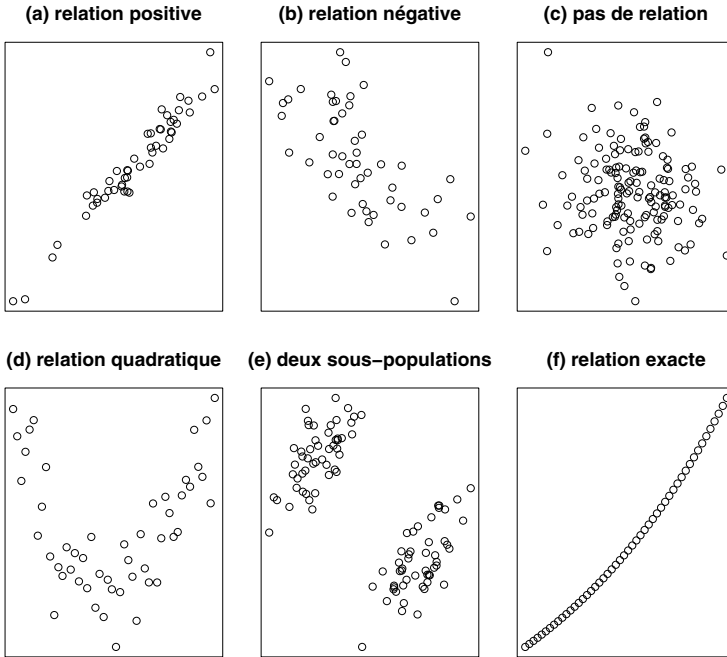 (a) relation positive
(b) relation négative
(c) pas de relation
(d) relation quadratique
(e) deux sous−populations
(f) relation exacte